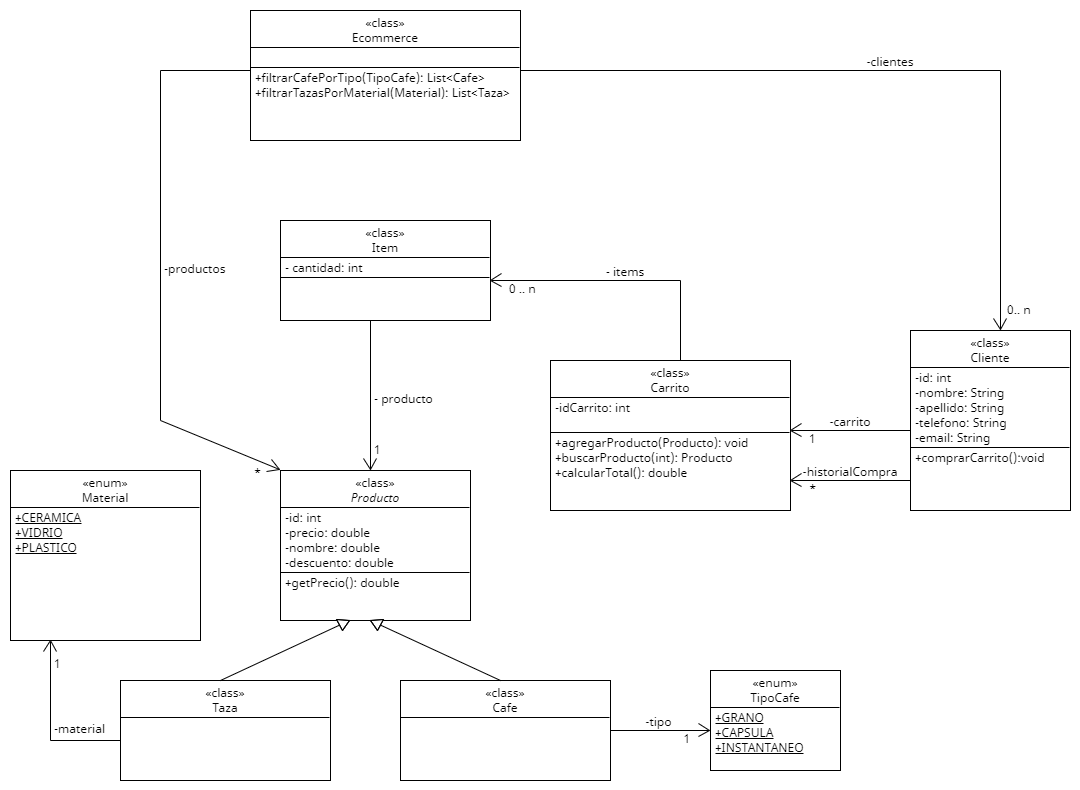 «class»
Ecommerce
+filtrarCafePorTipo(TipoCafe): List<Cafe>
+filtrarTazasPorMaterial(Material): List<Taza>
-clientes
-productos
«class»
Item
- cantidad: int
- items
0 .. n
0.. n
- producto
1
*
«class»
Carrito
-idCarrito: int
+agregarProducto(Producto): void
+buscarProducto(int): Producto
+calcularTotal(): double
«class»
Cliente
-id: int
-nombre: String
-apellido: String
-telefono: String
-email: String
+comprarCarrito():void
-carrito
1
-historialCompra
*
«enum»
Material
+CERAMICA
+VIDRIO
+PLASTICO
«class»
Producto
-id: int
-precio: double
-nombre: double
-descuento: double
+getPrecio(): double
1
-material
«class»
Taza
«class»
Cafe
-tipo
1
«enum»
TipoCafe
+GRANO
+CAPSULA
+INSTANTANEO